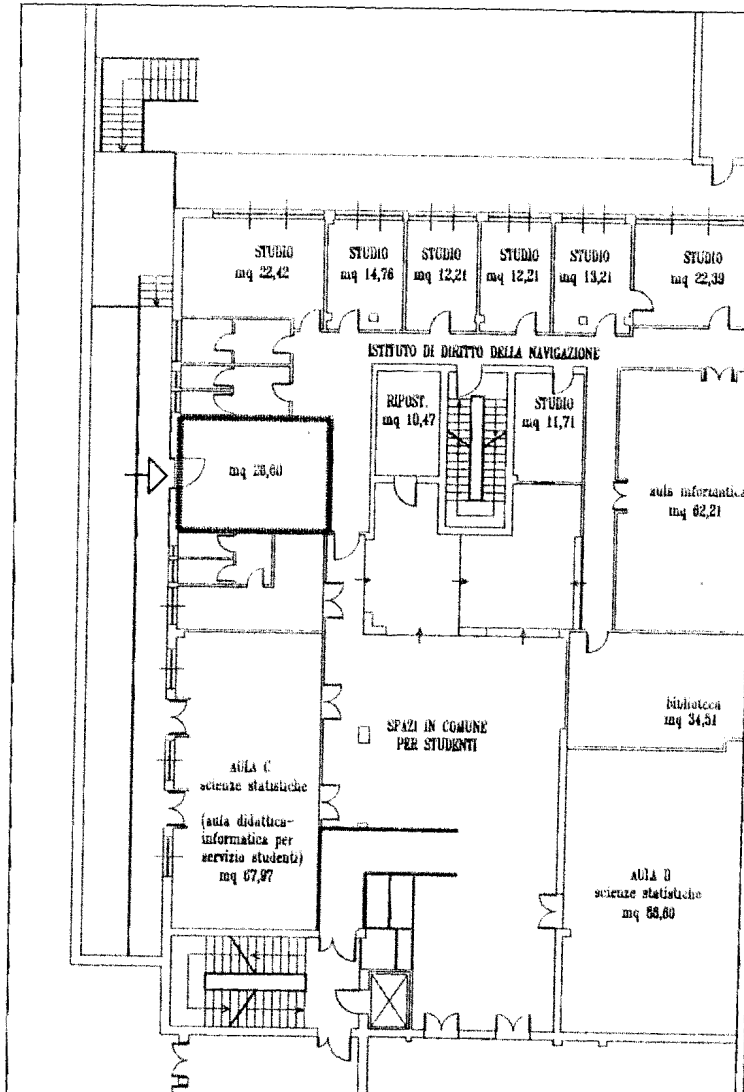 STUDIO
mq 22,42
STUDIO
mq 14,76
STUDIO
mq 12,21
STUDIO
mq 12,21
STUDIO
mq 13,21
STUDIO
mq 22,39
ISTITUTO DI DIRITTO DELLA NAVIGAZIONE
RIPOST.
mq 10,47
STUDIO
mq 11,71
mq 28,60
aula informatica
mq 62,21
biblioteca
mq 34,51
SPAZI IN COMUNE
PER STUDENTI
AULA C
scienze statistiche
(aula didattica-
informatica per
servizio studenti)
mq 67,97
scienze statistiche